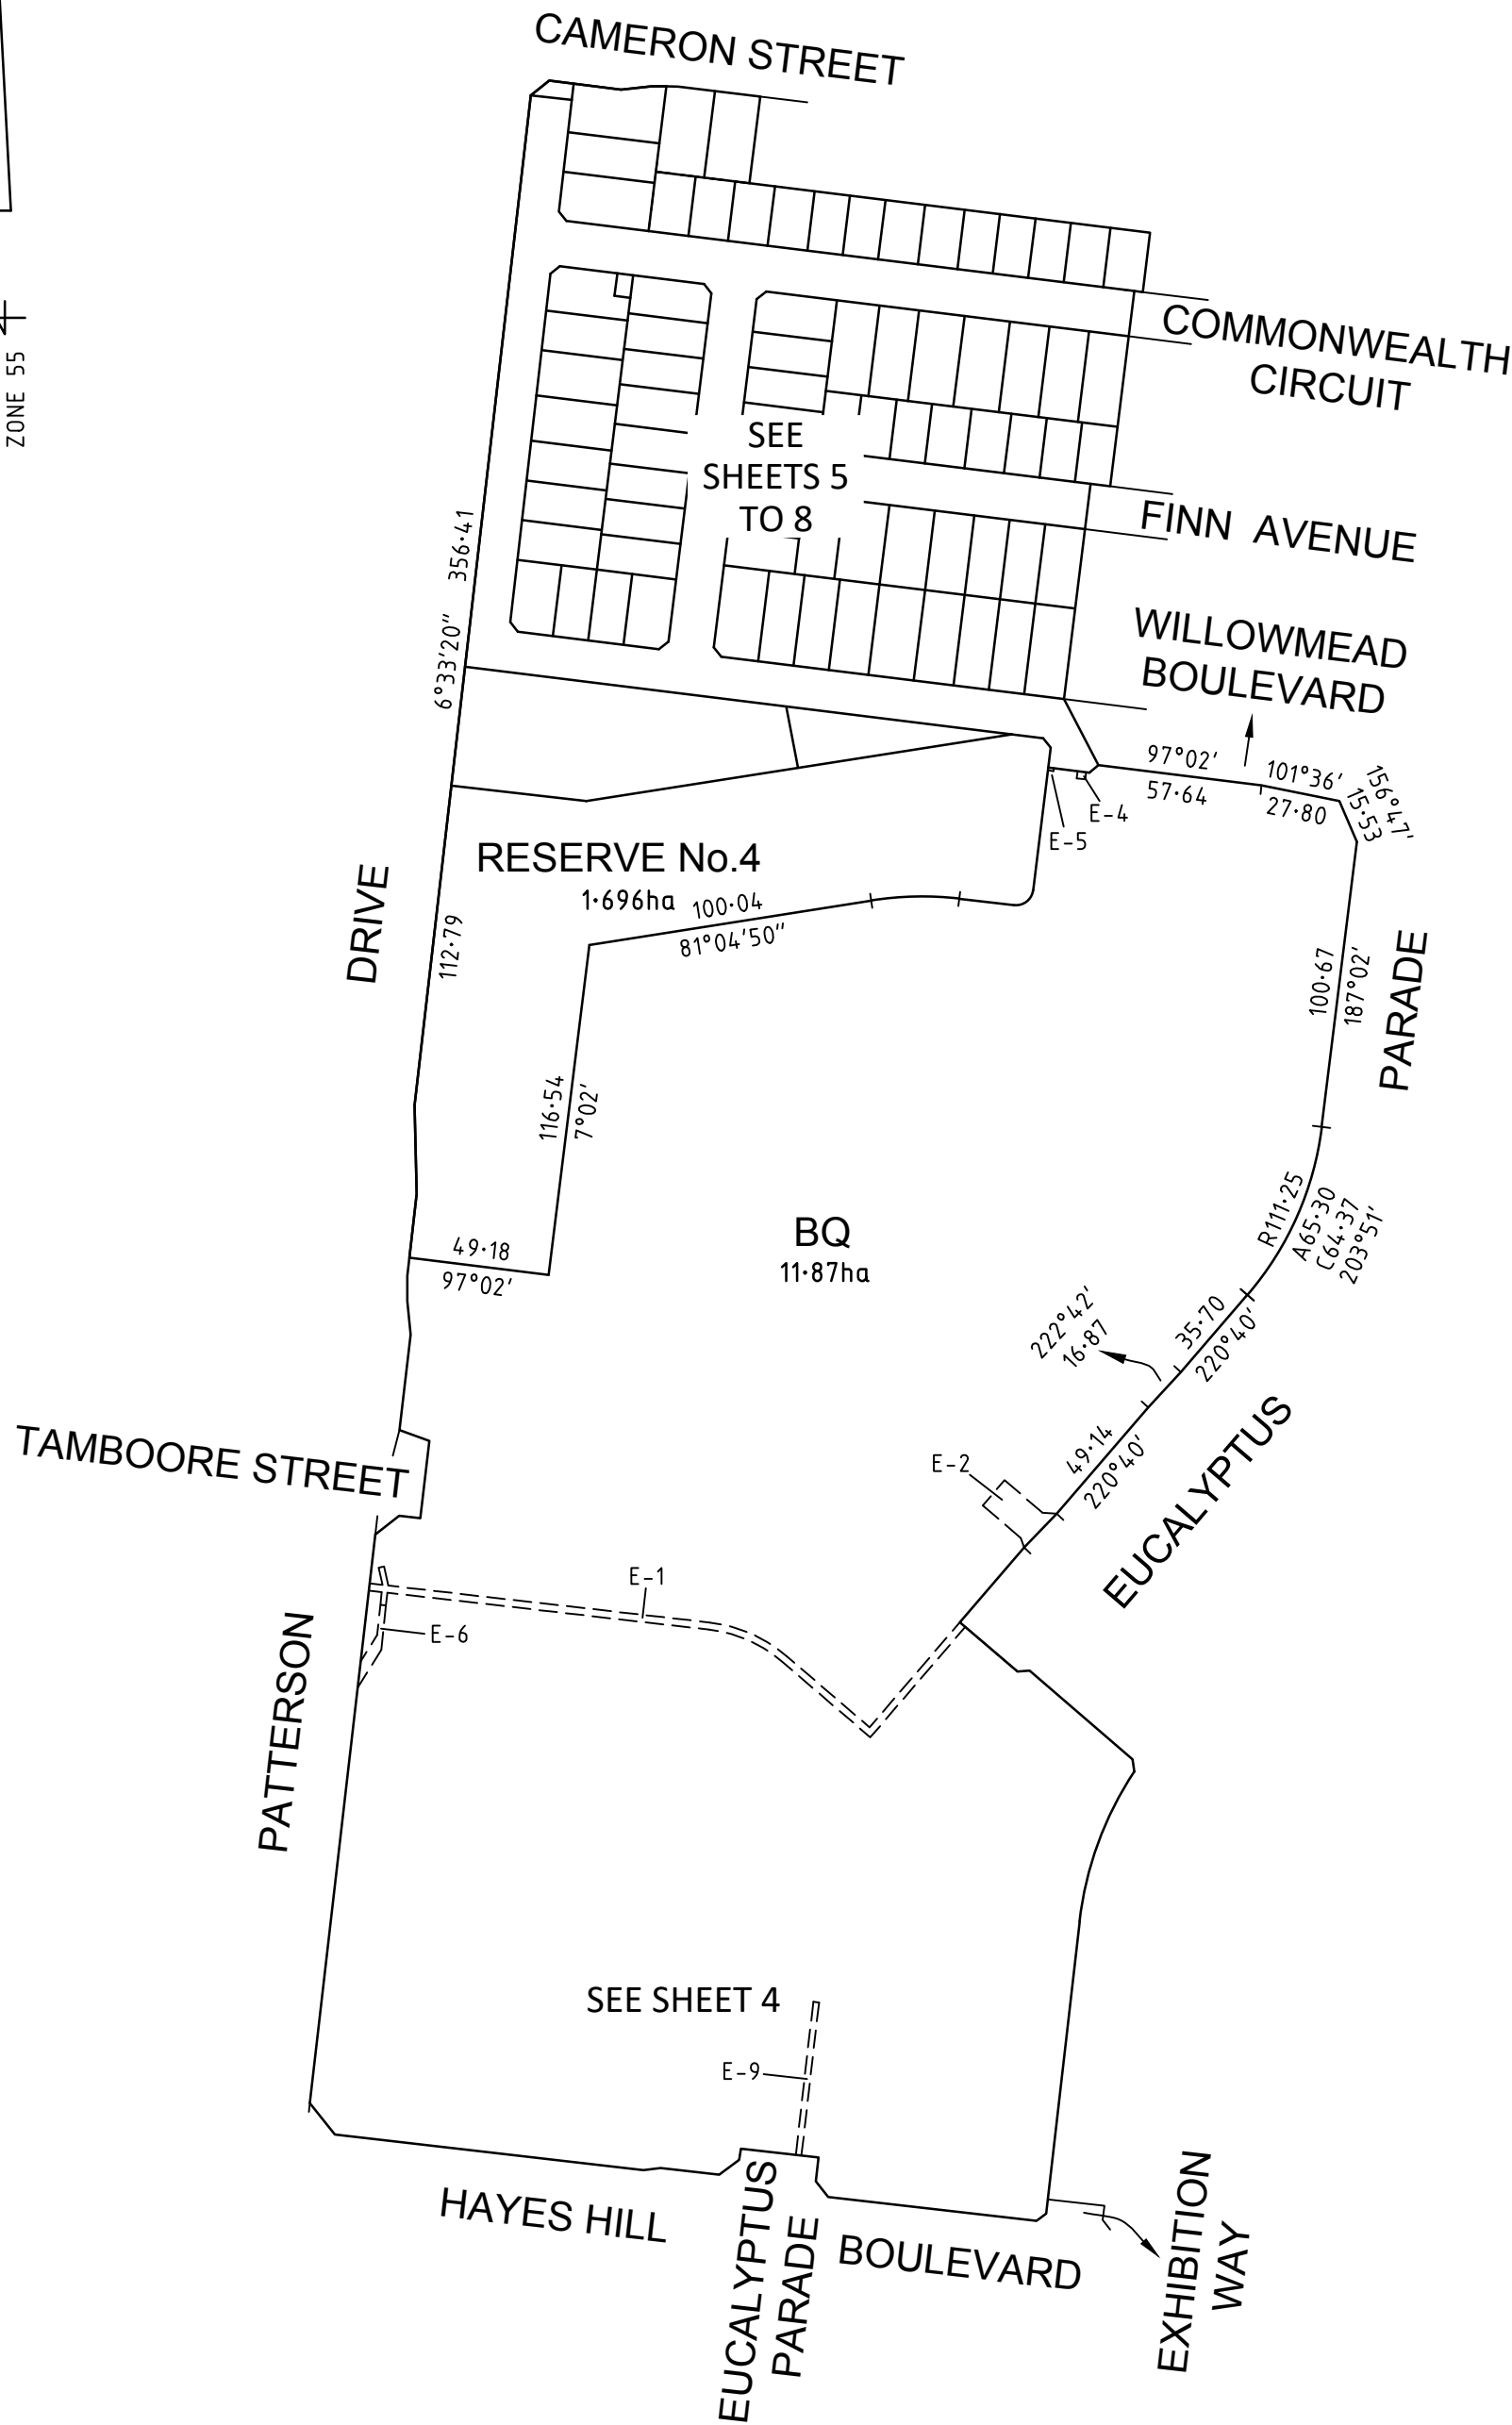 CAMERON STREET
ZONE 55
COMMONWEALTH
CIRCUIT
SEE
SHEETS 5
TO 8
FINN AVENUE
356·41
6°33'20"
WILLOWMEAD
BOULEVARD
97°02'
57·64
101°36'
27·80
156°47'
15·53
E-4
E-5
RESERVE No.4
1·696ha
100·04
81°04'50"
DRIVE
112·79
100·67
187°02'
PARADE
116·54
7°02'
R111·25
A65·30
C64·37
203°51'
BQ
11·87ha
49·18
97°02'
222°42'
16·87
35·70
220°40'
EUCALYPTUS
49·14
220°40'
TAMBOORE STREET
E-2
E-1
E-6
PATTERSON
SEE SHEET 4
E-9
HAYES HILL
EUCALYPTUS
PARADE
BOULEVARD
EXHIBITION
WAY